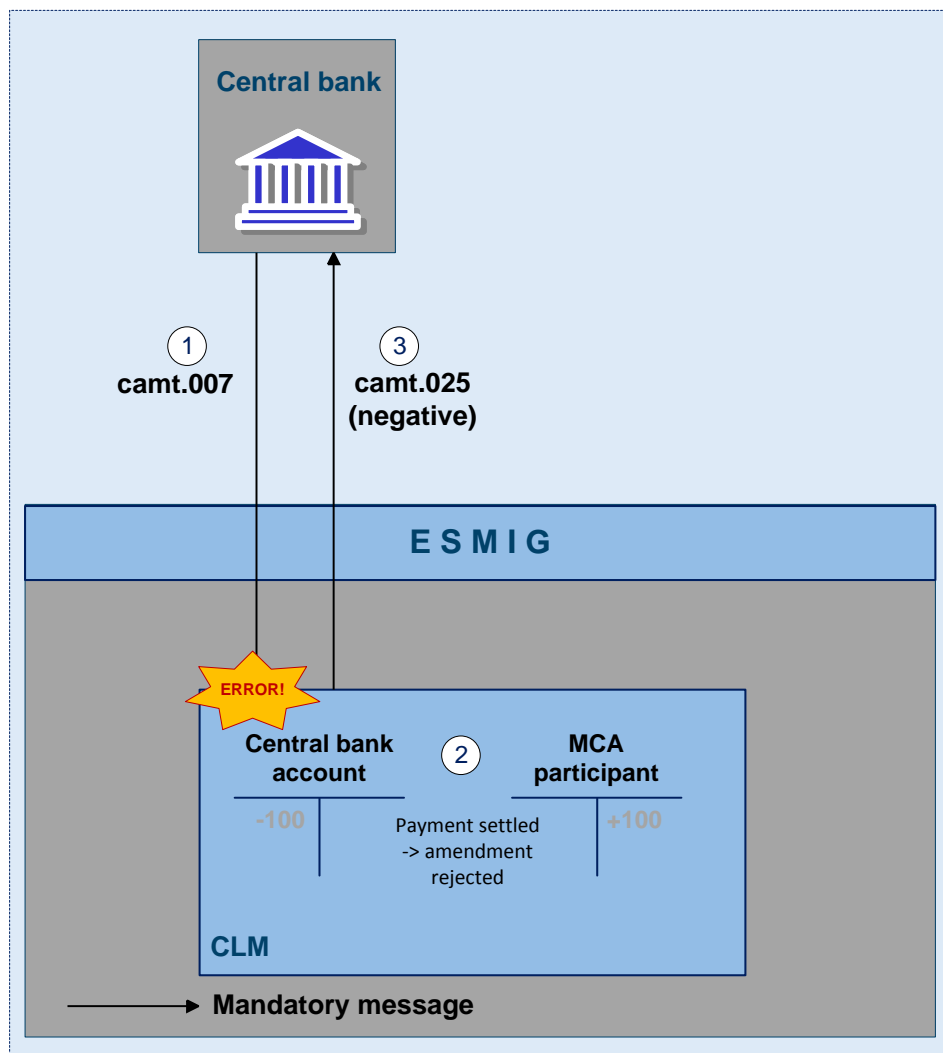 Central bank
1
camt.007
3
camt.025
(negative)
E S M I G
ERROR!
Central bank
account
2
MCA
participant
-100
+100
Payment settled
-> amendment
rejected
CLM
Mandatory message